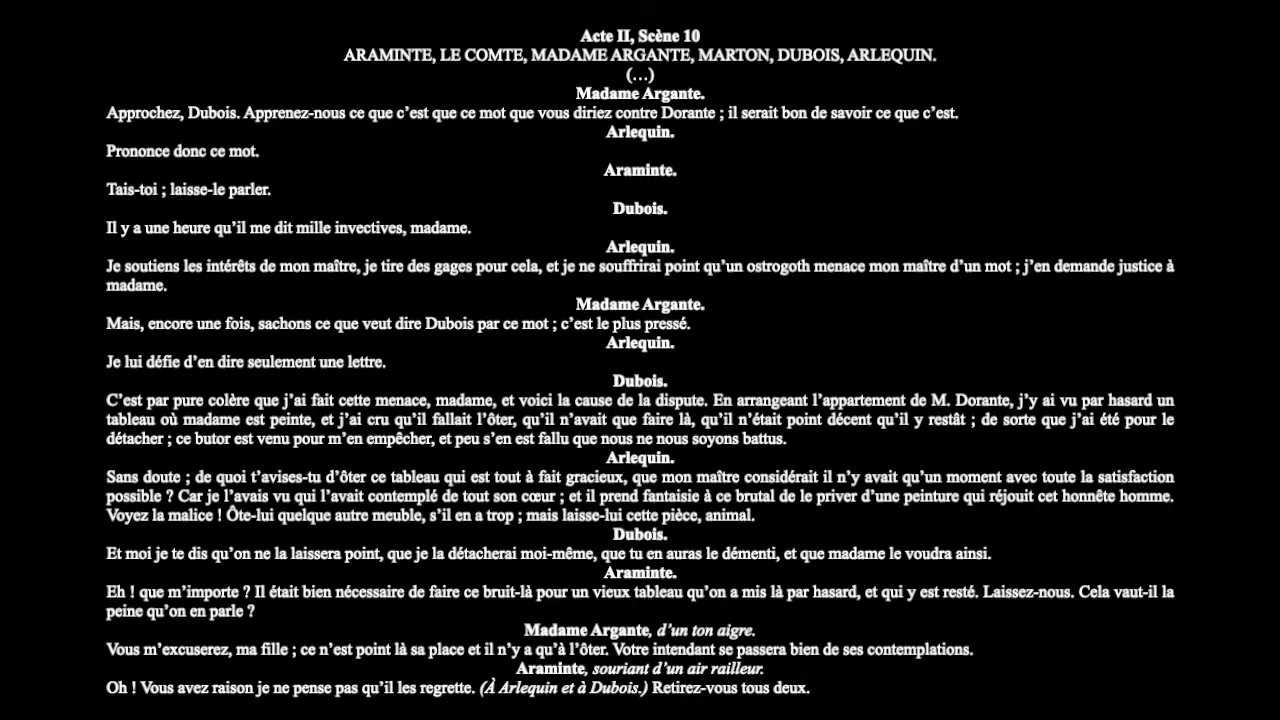 Acte II, Scène 10
ARAMINTE, LE COMTE, MADAME ARGANTE, MARTON, DUBOIS, ARLEQUIN.
(…)
Madame Argante.
Approchez, Dubois. Apprenez-nous ce que c’est que ce mot que vous diriez contre Dorante ; il serait bon de savoir ce que c’est.
Arlequin.
Prononce donc ce mot.
Araminte.
Tais-toi ; laisse-le parler.
Dubois.
Il y a une heure qu’il me dit mille invectives, madame.
Arlequin.
Je soutiens les intérêts de mon maître, je tire des gages pour cela, et je ne souffrirai point qu’un ostrogoth menace mon maître d’un mot ; j’en demande justice à
madame.
Madame Argante.
Mais, encore une fois, sachons ce que veut dire Dubois par ce mot ; c’est le plus pressé.
Arlequin.
Je lui défie d’en dire seulement une lettre.
Dubois.
C’est par pure colère que j’ai fait cette menace, madame, et voici la cause de la dispute. En arrangeant l’appartement de M. Dorante, j’y ai vu par hasard un
tableau où madame est peinte, et j’ai cru qu’il fallait l’ôter, qu’il n’avait que faire là, qu’il n’était point décent qu’il y restât ; de sorte que j’ai été pour le
détacher ; ce butor est venu pour m’en empêcher, et peu s’en est fallu que nous ne nous soyons battus.
Arlequin.
Sans doute ; de quoi t’avises-tu d’ôter ce tableau qui est tout à fait gracieux, que mon maître considérait il n’y avait qu’un moment avec toute la satisfaction
possible ? Car je l’avais vu qui l’avait contemplé de tout son cœur ; et il prend fantaisie à ce brutal de le priver d’une peinture qui réjouit cet honnête homme.
Voyez la malice ! Ôte-lui quelque autre meuble, s’il en a trop ; mais laisse-lui cette pièce, animal.
Dubois.
Et moi je te dis qu’on ne la laissera point, que je la détacherai moi-même, que tu en auras le démenti, et que madame le voudra ainsi.
Araminte.
Eh ! que m’importe ? Il était bien nécessaire de faire ce bruit-là pour un vieux tableau qu’on a mis là par hasard, et qui y est resté. Laissez-nous. Cela vaut-il la
peine qu’on en parle ?
Madame Argante, d’un ton aigre.
Vous m’excuserez, ma fille ; ce n’est point là sa place et il n’y a qu’à l’ôter. Votre intendant se passera bien de ses contemplations.
Araminte, souriant d’un air railleur.
Oh ! Vous avez raison je ne pense pas qu’il les regrette. (À Arlequin et à Dubois.) Retirez-vous tous deux.